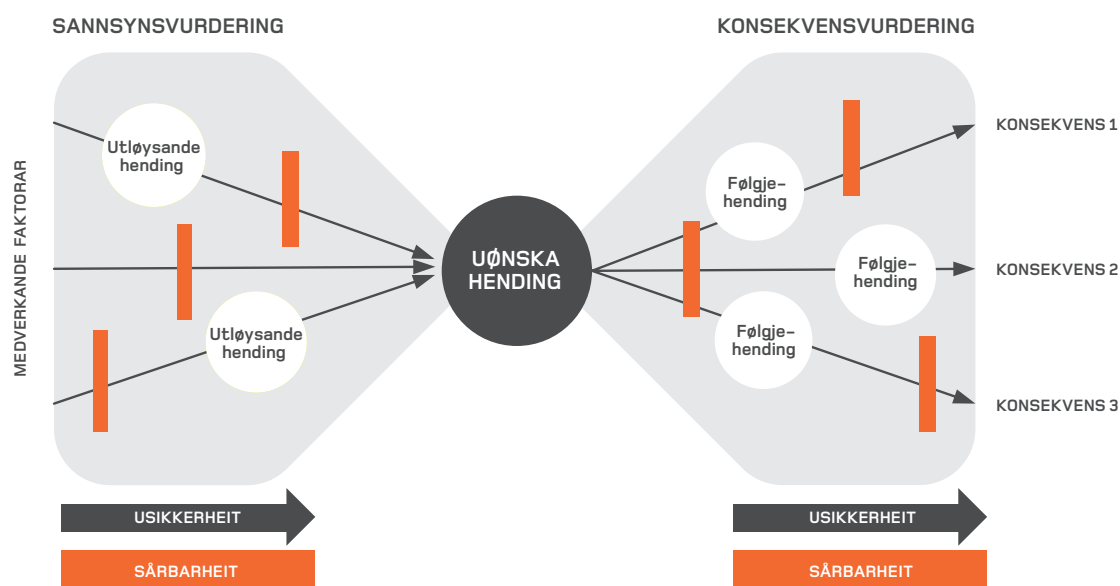 SANNSYNSVURDERING
KONSEKVENSVURDERING
MEDVERKANDE FAKTORAR
Utløysande
hending
Utløysande
hending
UØNSKA
HENDING
Følgje-
hending
Følgje-
hending
Følgje-
hending
KONSEKVENS 1
KONSEKVENS 2
KONSEKVENS 3
USIKKERHEIT
SÅRBARHEIT
USIKKERHEIT
SÅRBARHEIT